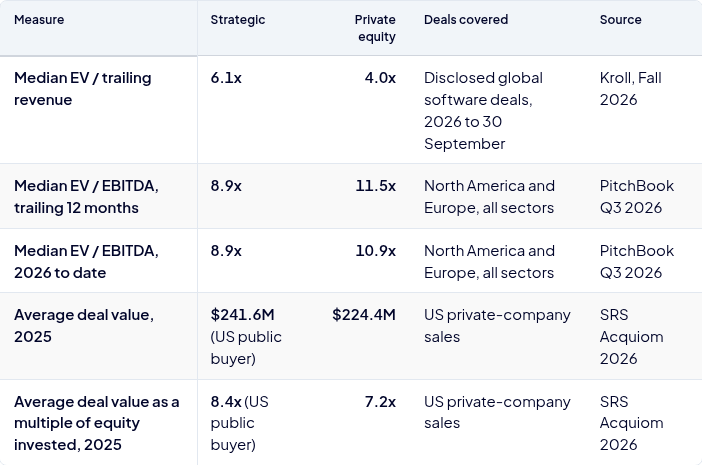 Measure Strategic Private equity Deals covered Source
Median EV / trailing revenue 6.1x 4.0x Disclosed global software deals, 2026 to 30 September Kroll, Fall 2026
Median EV / EBITDA, trailing 12 months 8.9x 11.5x North America and Europe, all sectors PitchBook Q3 2026
Median EV / EBITDA, 2026 to date 8.9x 10.9x North America and Europe, all sectors PitchBook Q3 2026
Average deal value, 2025 $241.6M (US public buyer) $224.4M US private-company sales SRS Acquiom 2026
Average deal value as a multiple of equity invested, 2025 8.4x (US public buyer) 7.2x US private-company sales SRS Acquiom 2026